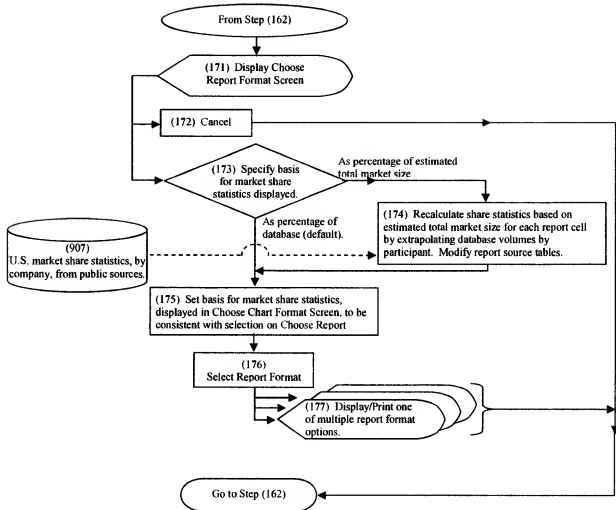 From Step (162)
(171) Display Choose
Report Format Screen
(172) Cancel
(173) Specify basis
for market share
statistics displayed.
As percentage of estimated
total market size
As percentage of
database (default).
(174) Recalculate share statistics based on
estimated total market size for each report cell
by extrapolating database volumes by
participant. Modify report source tables.
(907)
U.S. market share statistics, by
company, from public sources.
(175) Set basis for market share statistics,
displayed in Choose Chart Format Screen, to be
consistent with selection on Choose Report
(176)
Select Report Format
(177) Display/Print one
of multiple report format
options.
Go to Step (162)